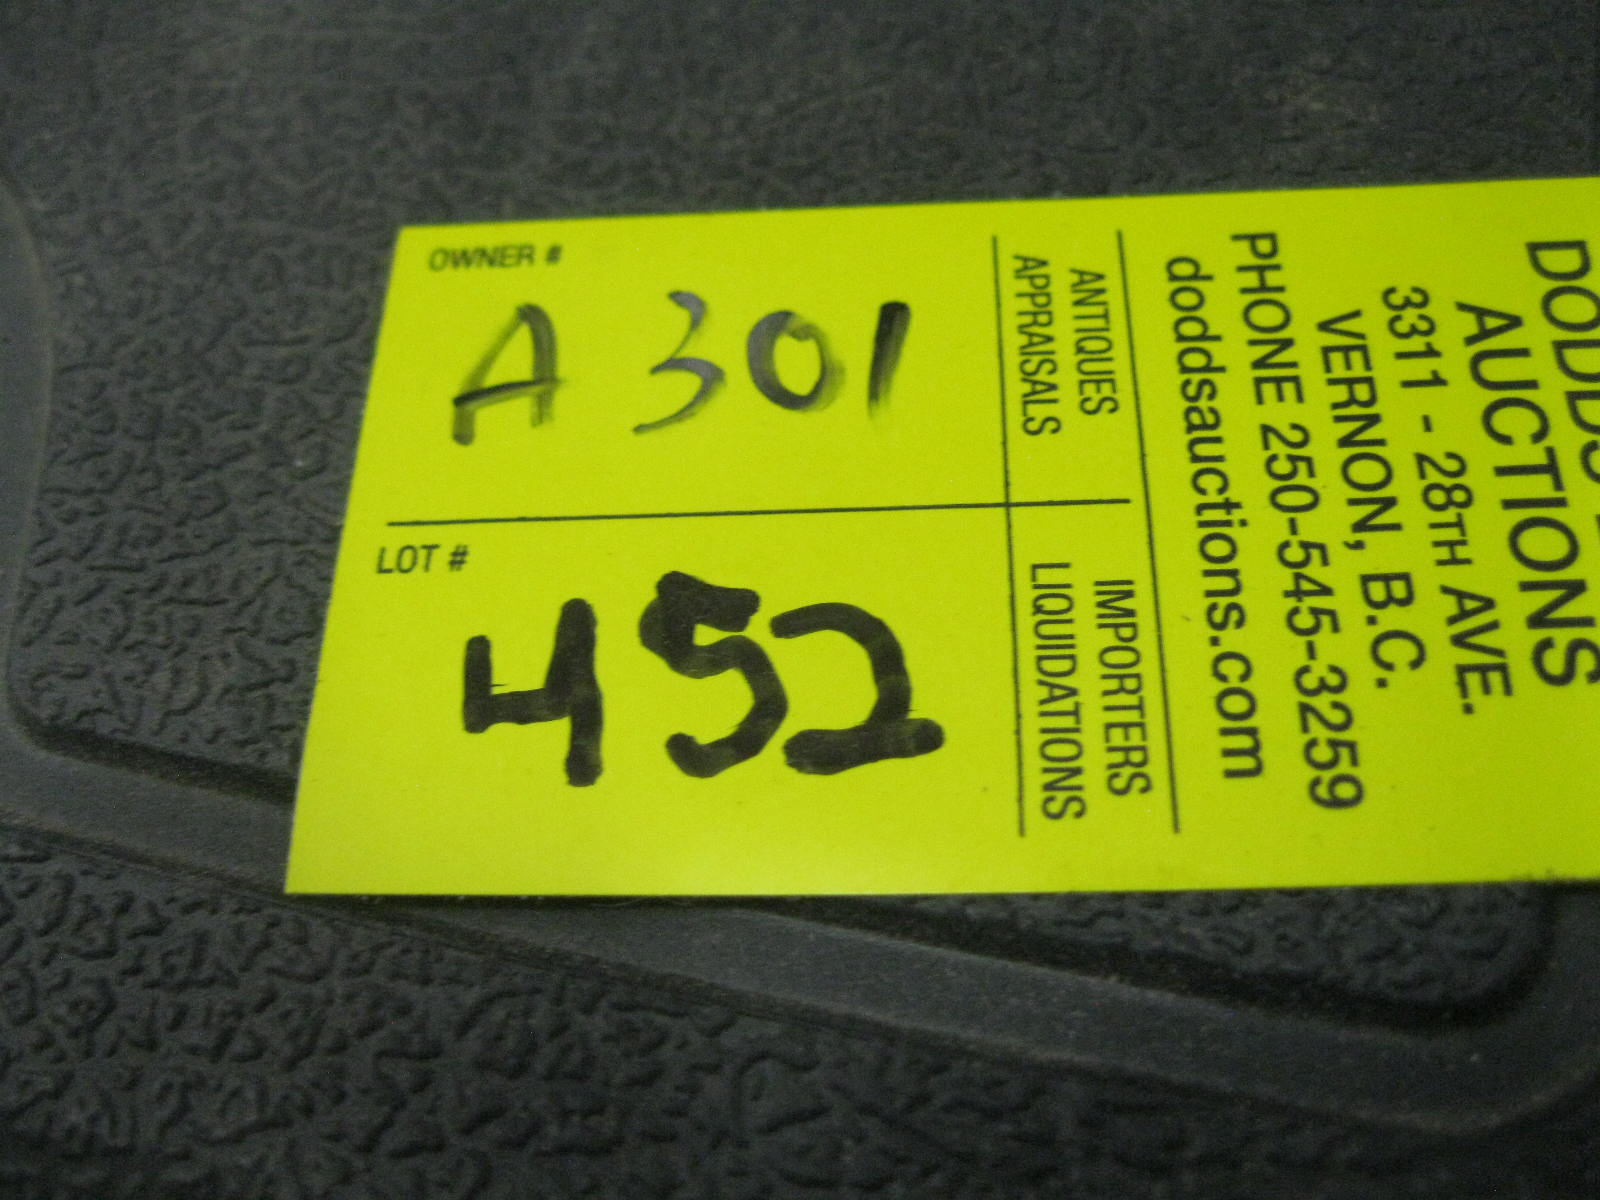 OWNER #
A 301
LOT #
452
ANTIQUES
APPRAISALS
IMPORTERS
LIQUIDATIONS
AUCTIONS
3311 - 28TH AVE.
VERNON, B.C.
PHONE 250-545-3259
doddsauctions.com